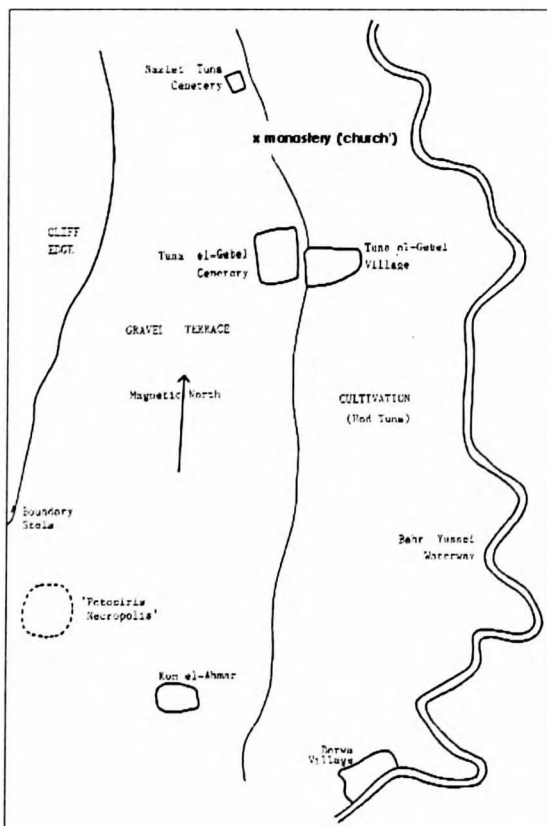 Nazlet Tuna
Cemetery
x monastery ('church')
CLIFF
EDGE
Tuna el-Gebel
Cemetery
Tuna el-Gebel
Village
GRAVEL TERRACE
Magnetic North
CULTIVATION
(Hod Tuna)
Boundary
Stela
Bahr Yussef
Waterway
'Petosiris
Necropolis'
Kom el-Ahmar
Derwa
Village